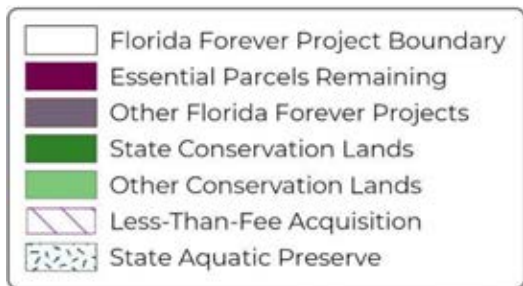 Florida Forever Project Boundary
Essential Parcels Remaining
Other Florida Forever Projects
State Conservation Lands
Other Conservation Lands
Less-Than-Fee Acquisition
State Aquatic Preserve